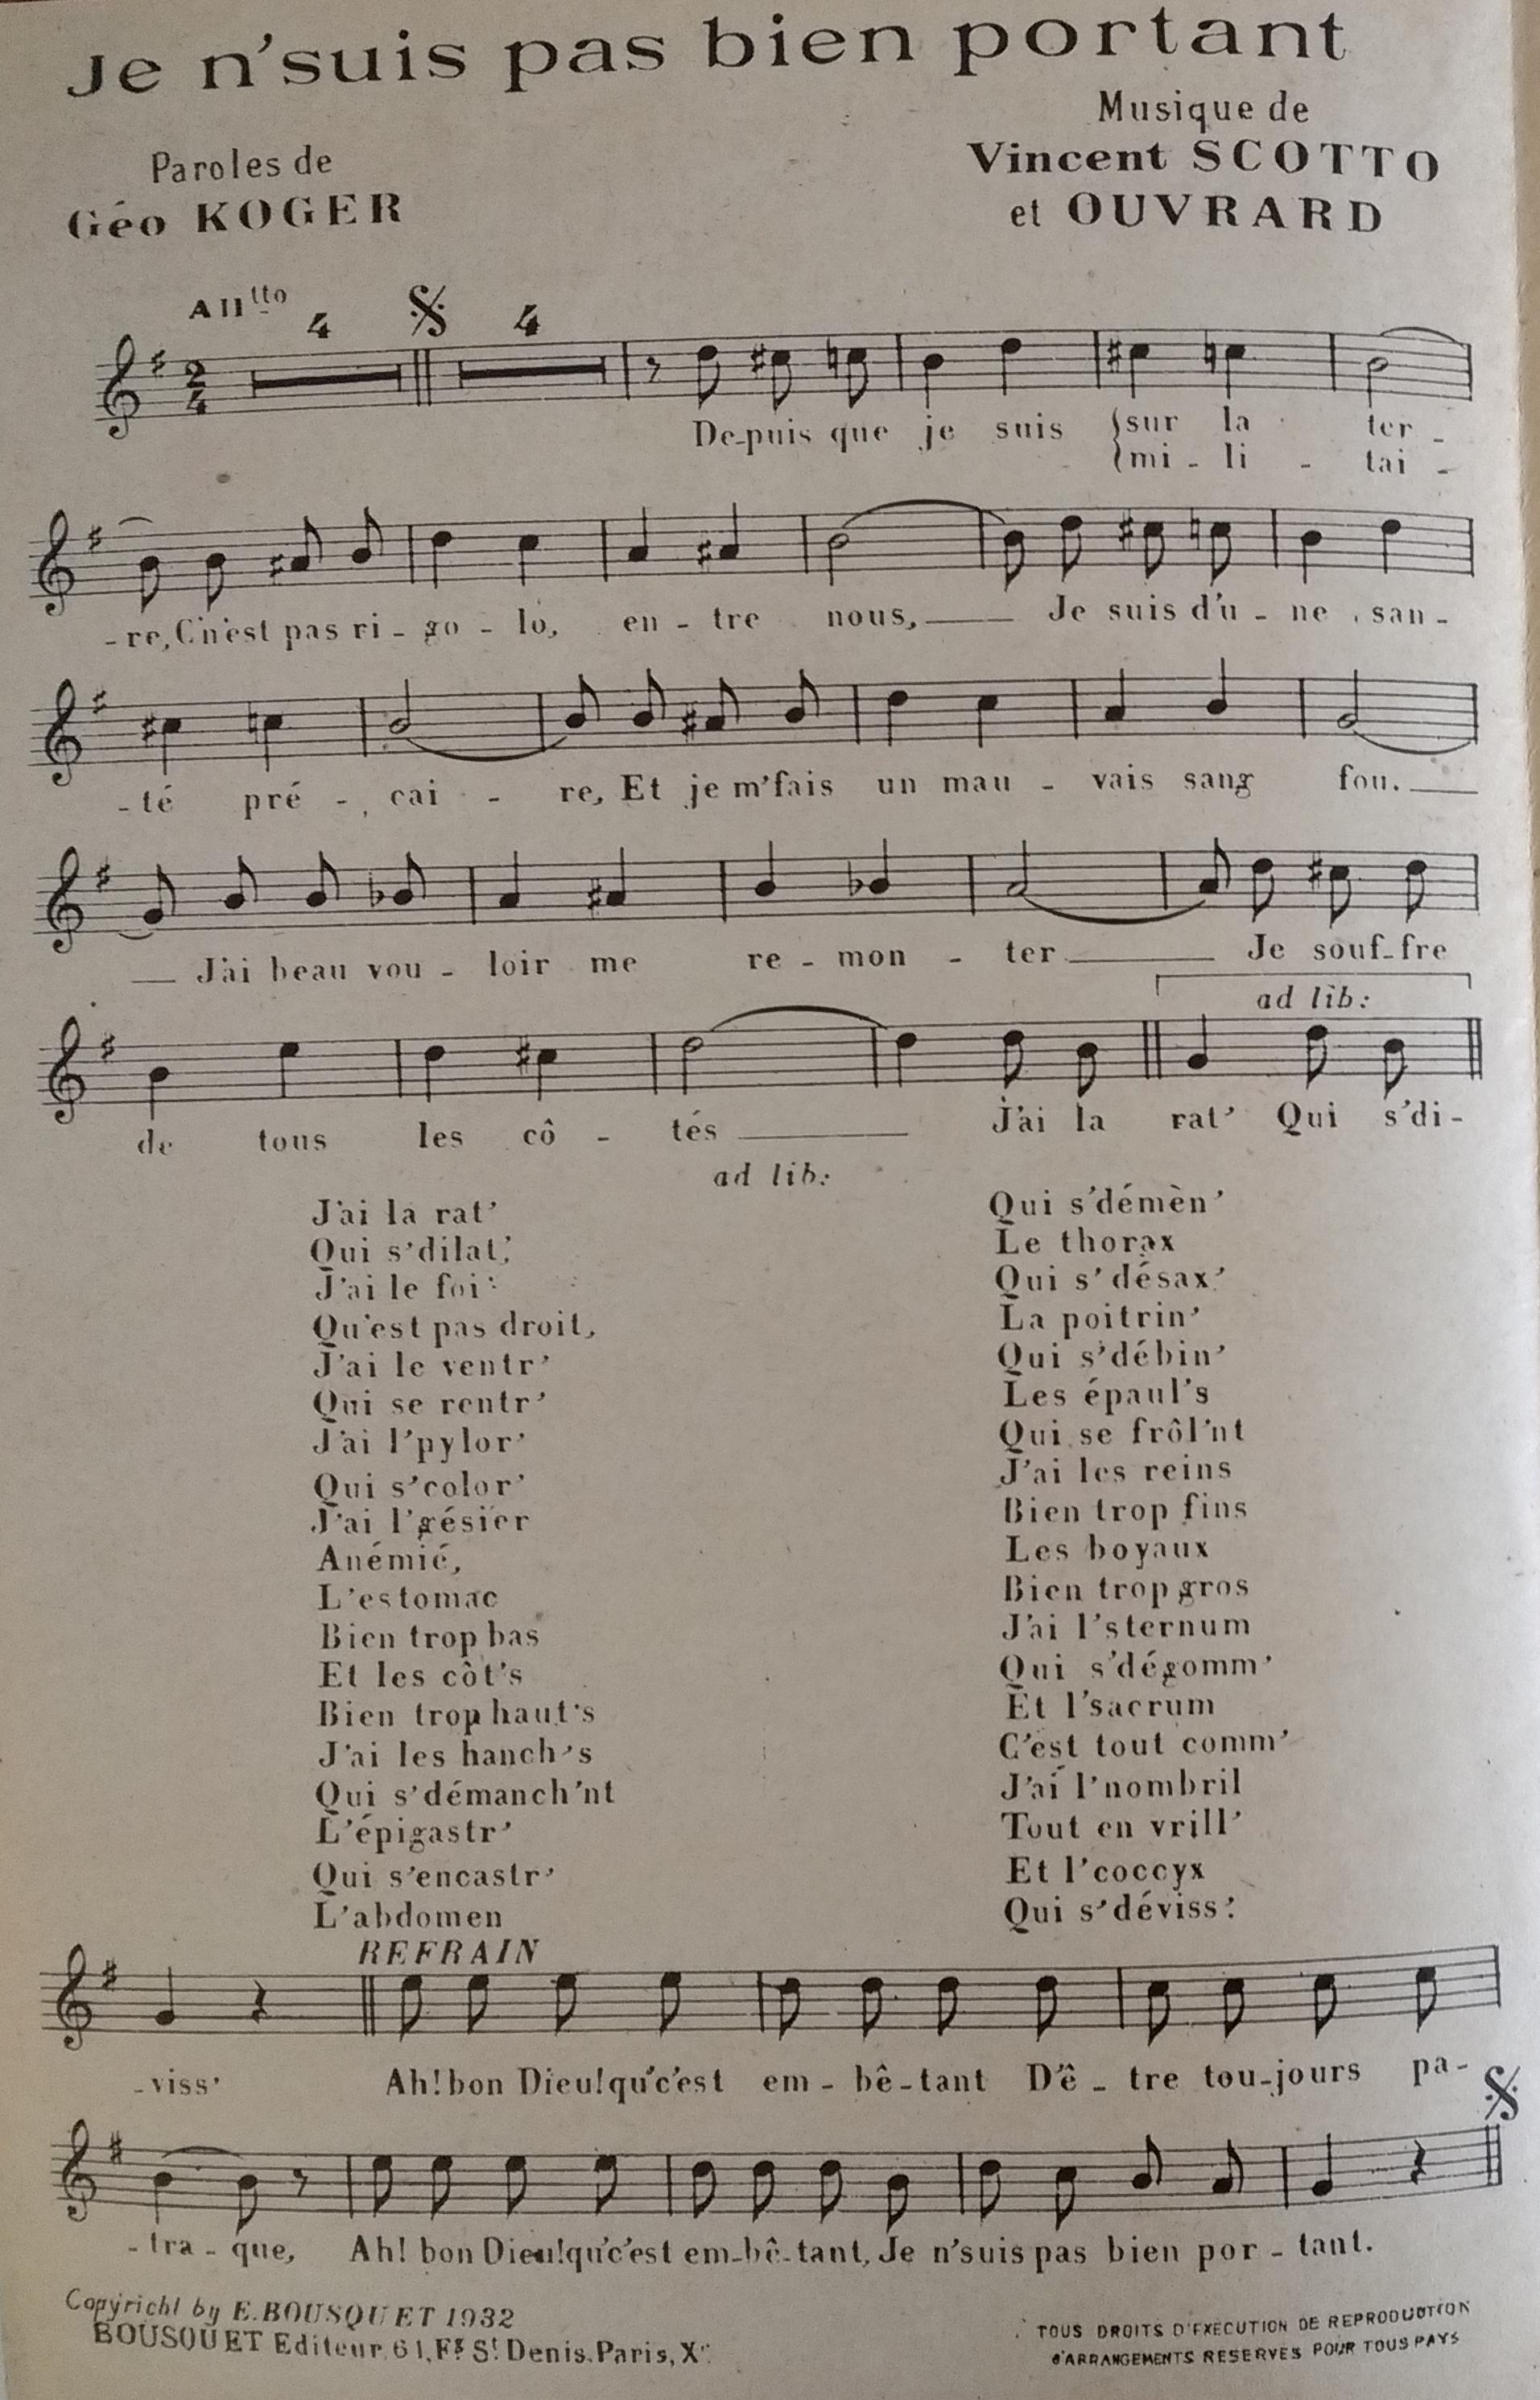 Je n'suis pas bien portant
Paroles de
Géo KOGER
Musique de
Vincent SCOTTO
et OUVRARD
Alltto
4
4
2
4
De-puis que je suis {sur la ter-
{mi-li-tai-
-re, C'n'est pas ri-go-lo, en-tre nous, Je suis d'u-ne san-
-té pré-cai-re, Et je m'fais un mau-vais sang fou.
J'ai beau vou-loir me re-mon-ter Je souf-fre
ad lib:
de tous les cô-tés J'ai la rat' Qui s'di-
ad lib:
J'ai la rat'
Qui s'dilat'
J'ai le foi'
Qu'est pas droit,
J'ai le ventr'
Qui se rentr'
J'ai l'pylor'
Qui s'color'
J'ai l'gésier
Anémié,
L'estomac
Bien trop bas
Et les côt's
Bien trop haut's
J'ai les hanch's
Qui s'démanch'nt
L'épigastr'
Qui s'encastr'
L'abdomen
Qui s'démèn'
Le thorax
Qui s'désax'
La poitrin'
Qui s'débin'
Les épaul's
Qui se frôl'nt
J'ai les reins
Bien trop fins
Les boyaux
Bien trop gros
J'ai l'sternum
Qui s'dégomm'
Et l'sacrum
C'est tout comm'
J'ai l'nombril
Tout en vrill'
Et l'coccyx
Qui s'déviss'
REFRAIN
-viss' Ah! bon Dieu! qu'c'est em-bê-tant D'ê-tre tou-jours pa-
-tra-que, Ah! bon Dieu! qu'c'est em-bê-tant, Je n'suis pas bien por-tant.
Copyricht by E. BOUSQUET 1932
BOUSQUET Editeur, 61, Fg St Denis. Paris, Xe
TOUS DROITS D'EXECUTION DE REPRODUCTION
d'ARRANGEMENTS RESERVES POUR TOUS PAYS